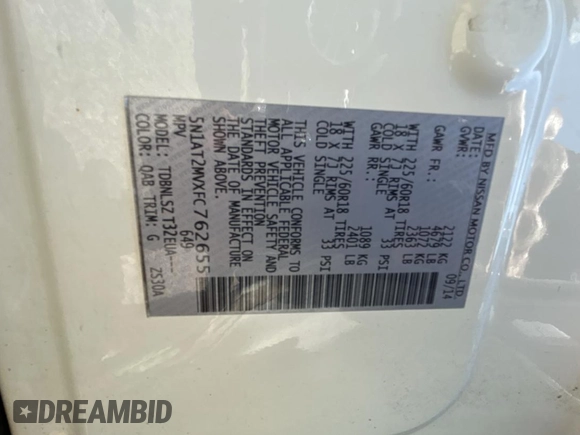 MFD BY NISSAN MOTOR CO., LTD.
DATE: 09/14
GVWR: 2122 KG
4679 LB
GAWR FR.: 1072 KG
2363 LB
WITH 225/60R18 TIRES
18 X 7J RIMS AT 33 PSI
COLD SINGLE
GAWR RR.: 1089 KG
2401 LB
WITH 225/60R18 TIRES
18 X 7J RIMS AT 33 PSI
COLD SINGLE
THIS VEHICLE CONFORMS TO
ALL APPLICABLE FEDERAL
MOTOR VEHICLE SAFETY AND
THEFT PREVENTION
STANDARDS IN EFFECT ON
THE DATE OF MANUFACTURE
SHOWN ABOVE.
5N1AT2MVXFC762655
MPV 649
TDBNLSZ T32EUA---
COLOR: QAB TRIM: G ZS30A
DREAMBID